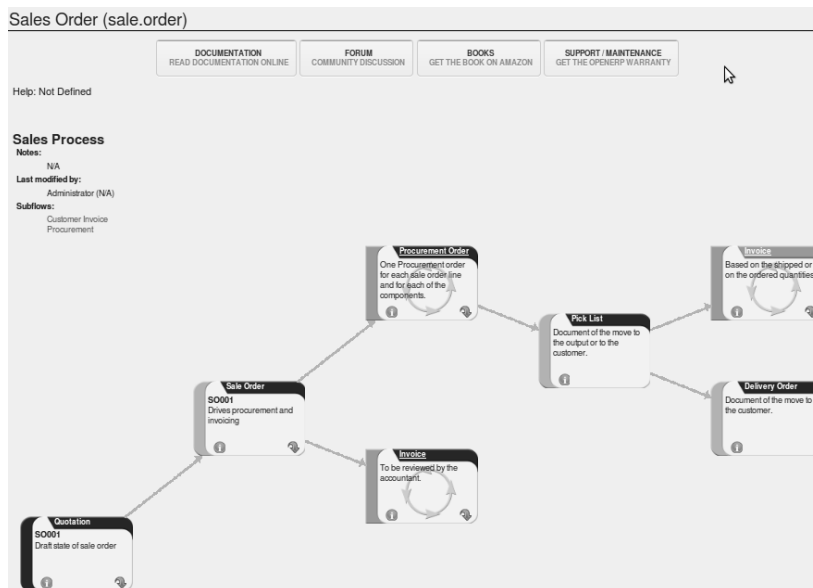 Sales Order (sale.order)
DOCUMENTATION
READ DOCUMENTATION ONLINE
FORUM
COMMUNITY DISCUSSION
BOOKS
GET THE BOOK ON AMAZON
SUPPORT / MAINTENANCE
GET THE OPENERP WARRANTY
Help: Not Defined
Sales Process
Notes:
N/A
Last modified by:
Administrator (N/A)
Subflows:
Customer Invoice
Procurement
Procurement Order
One Procurement order
for each sale order line
and for each of the
components.
Invoice
Based on the shipped or
on the ordered quantities
Pick List
Document of the move to
the output or to the
customer.
Sale Order
SO001
Drives procurement and
invoicing
Delivery Order
Document of the move to
the customer.
Invoice
To be reviewed by the
accountant.
Quotation
SO001
Draft state of sale order